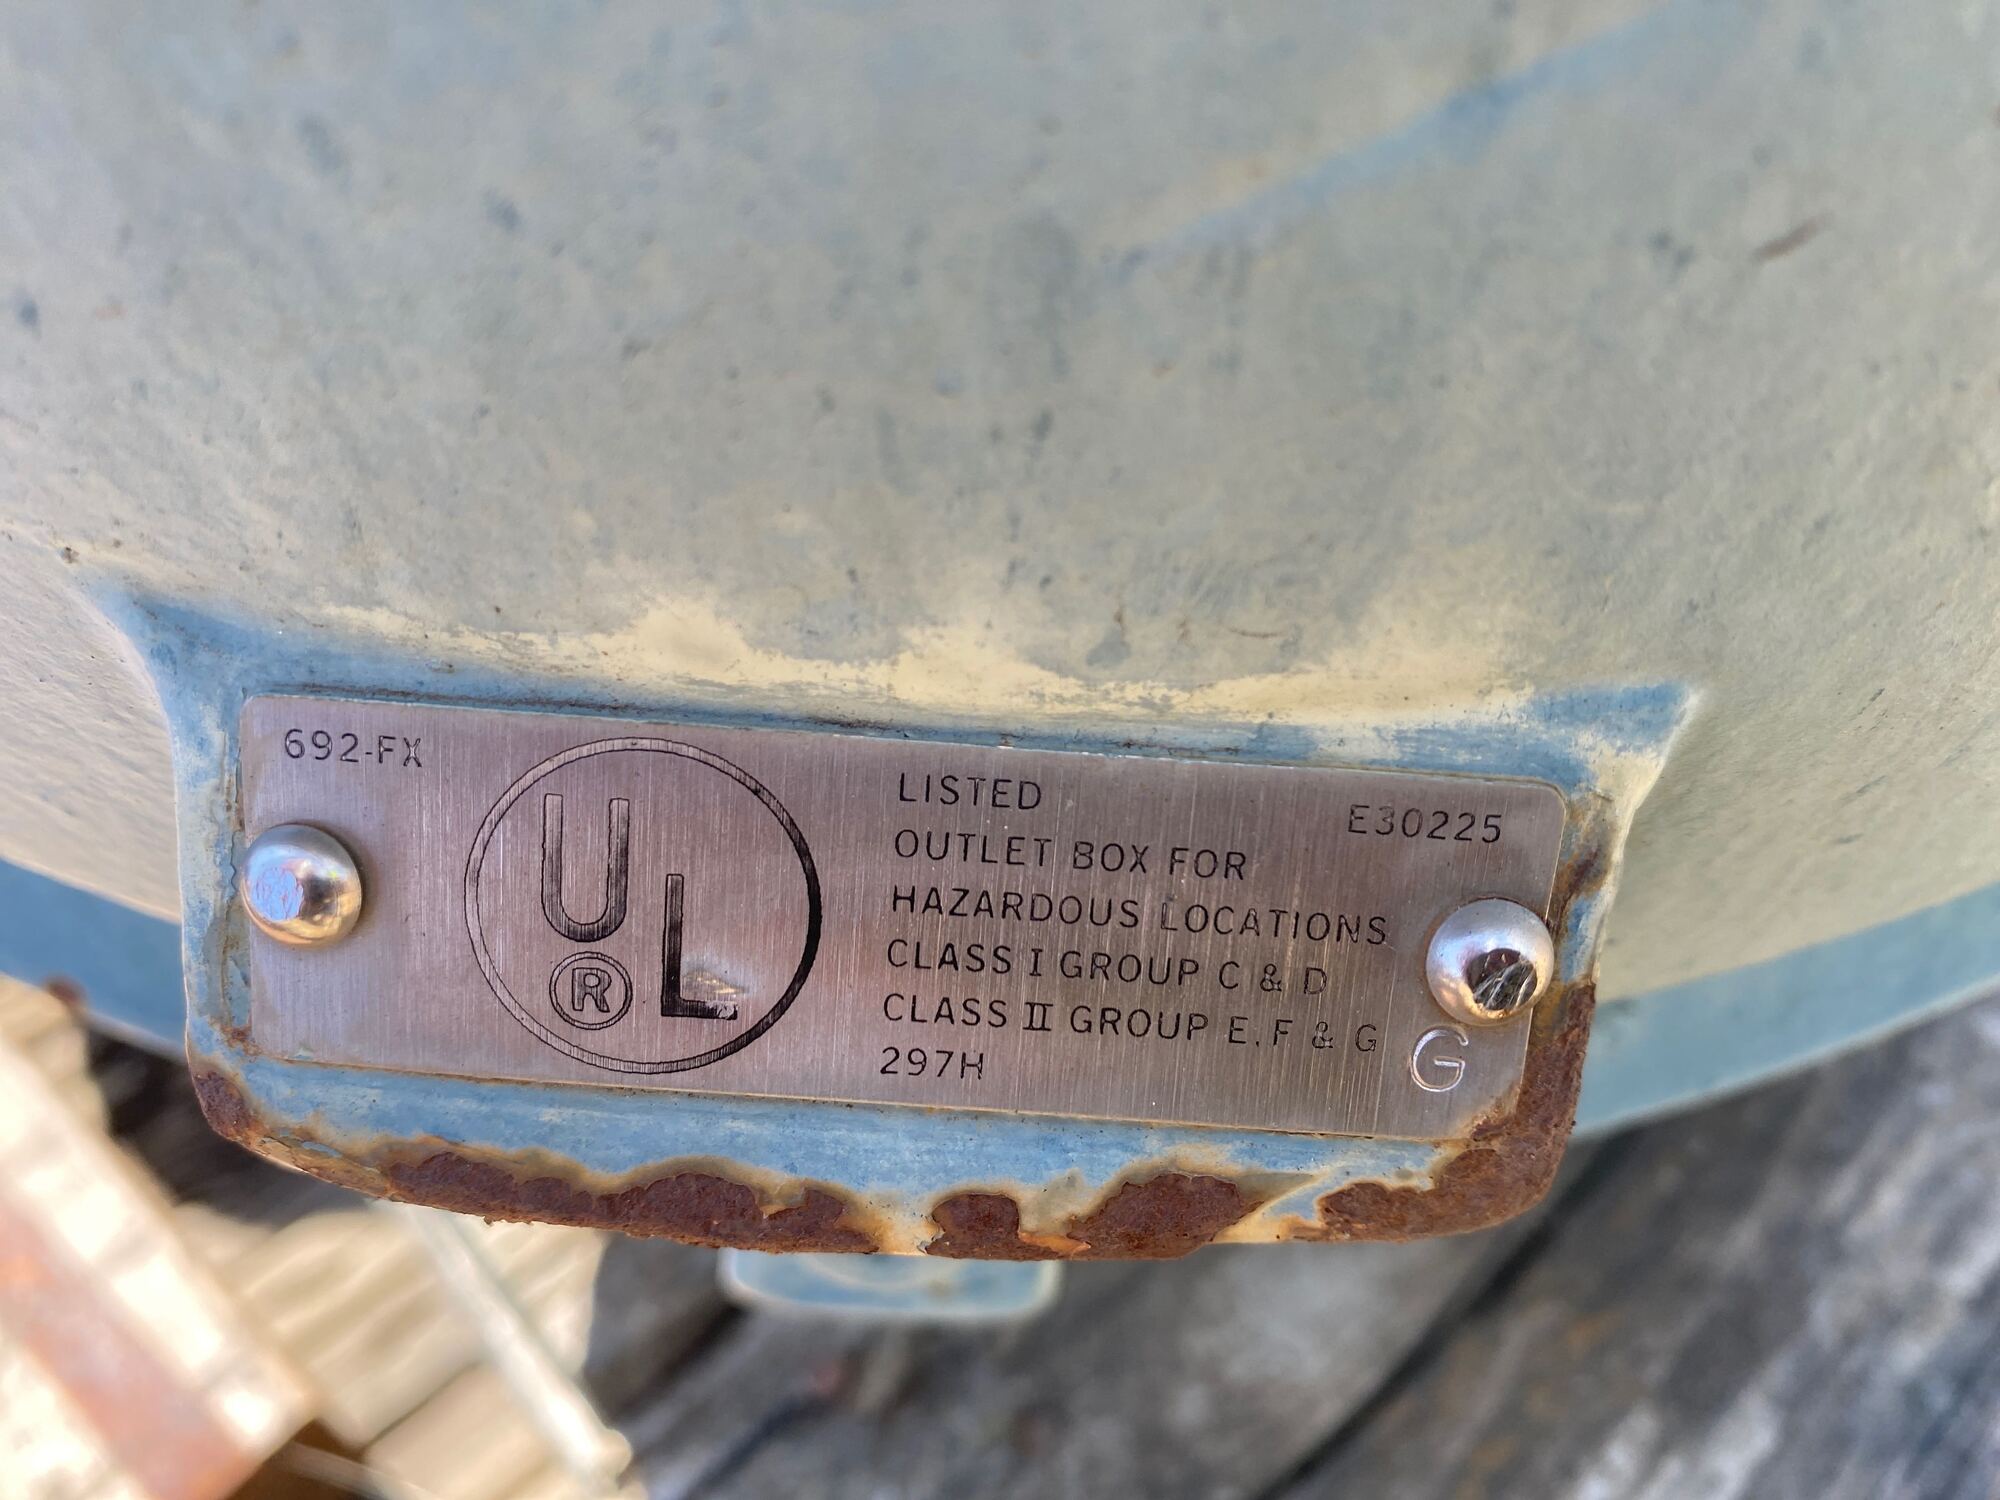 692-FX
UL
®
LISTED
E30225
OUTLET BOX FOR
HAZARDOUS LOCATIONS
CLASS I GROUP C & D
CLASS II GROUP E, F & G
297H
G